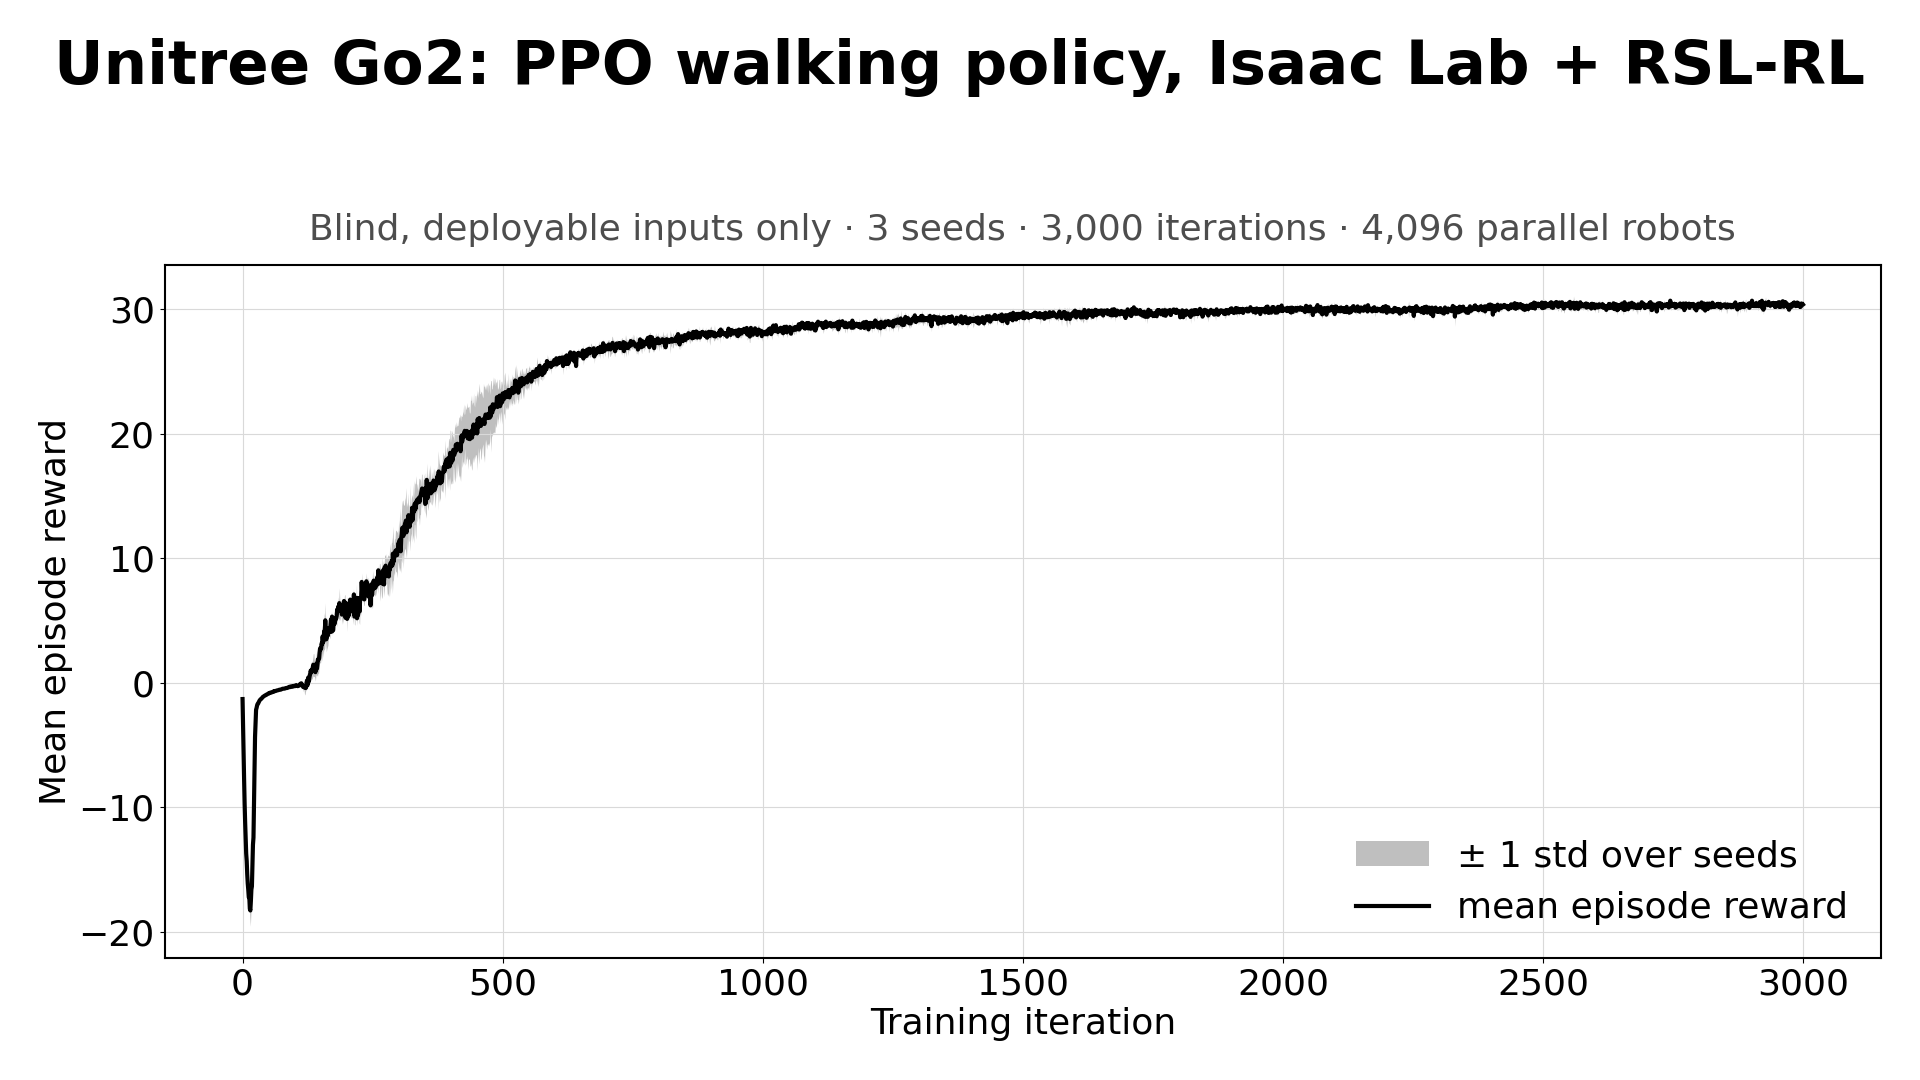 Unitree Go2: PPO walking policy, Isaac Lab + RSL-RL
Blind, deployable inputs only · 3 seeds · 3,000 iterations · 4,096 parallel robots
Mean episode reward
30
20
10
0
−10
−20
± 1 std over seeds
mean episode reward
0 500 1000 1500 2000 2500 3000
Training iteration